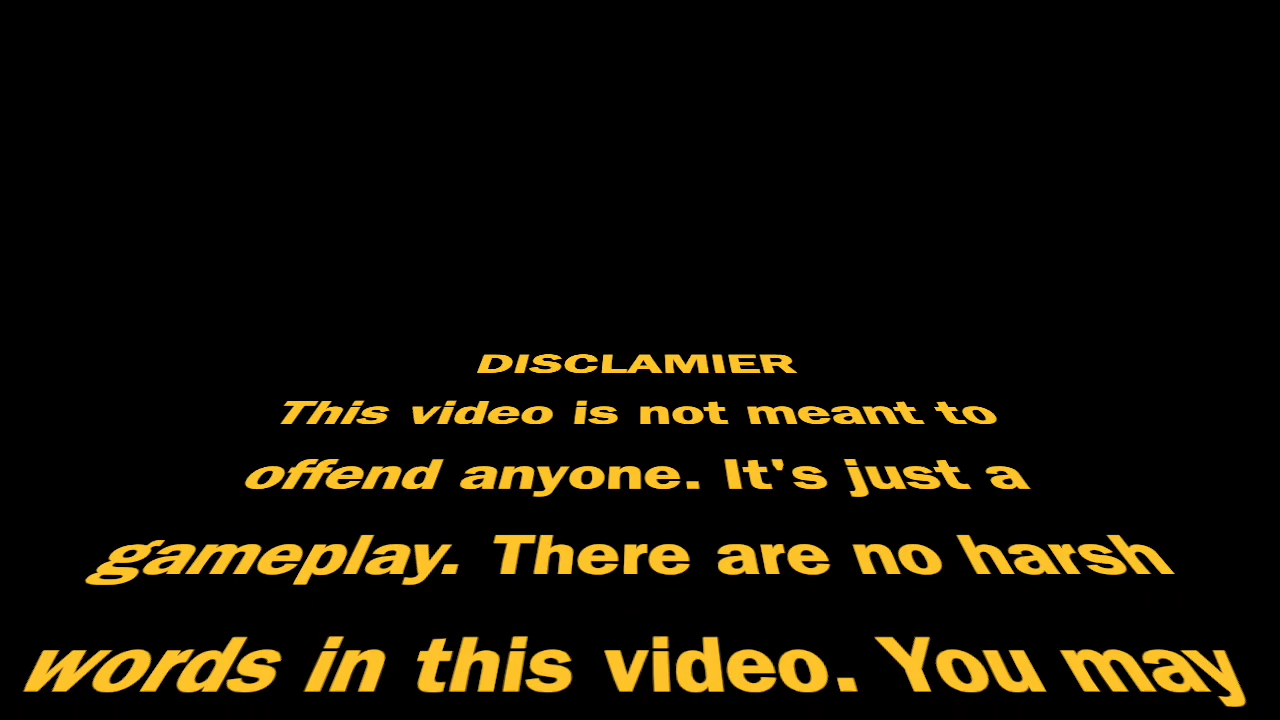 DISCLAMIER
This video is not meant to
offend anyone. It's just a
gameplay. There are no harsh
words in this video. You may